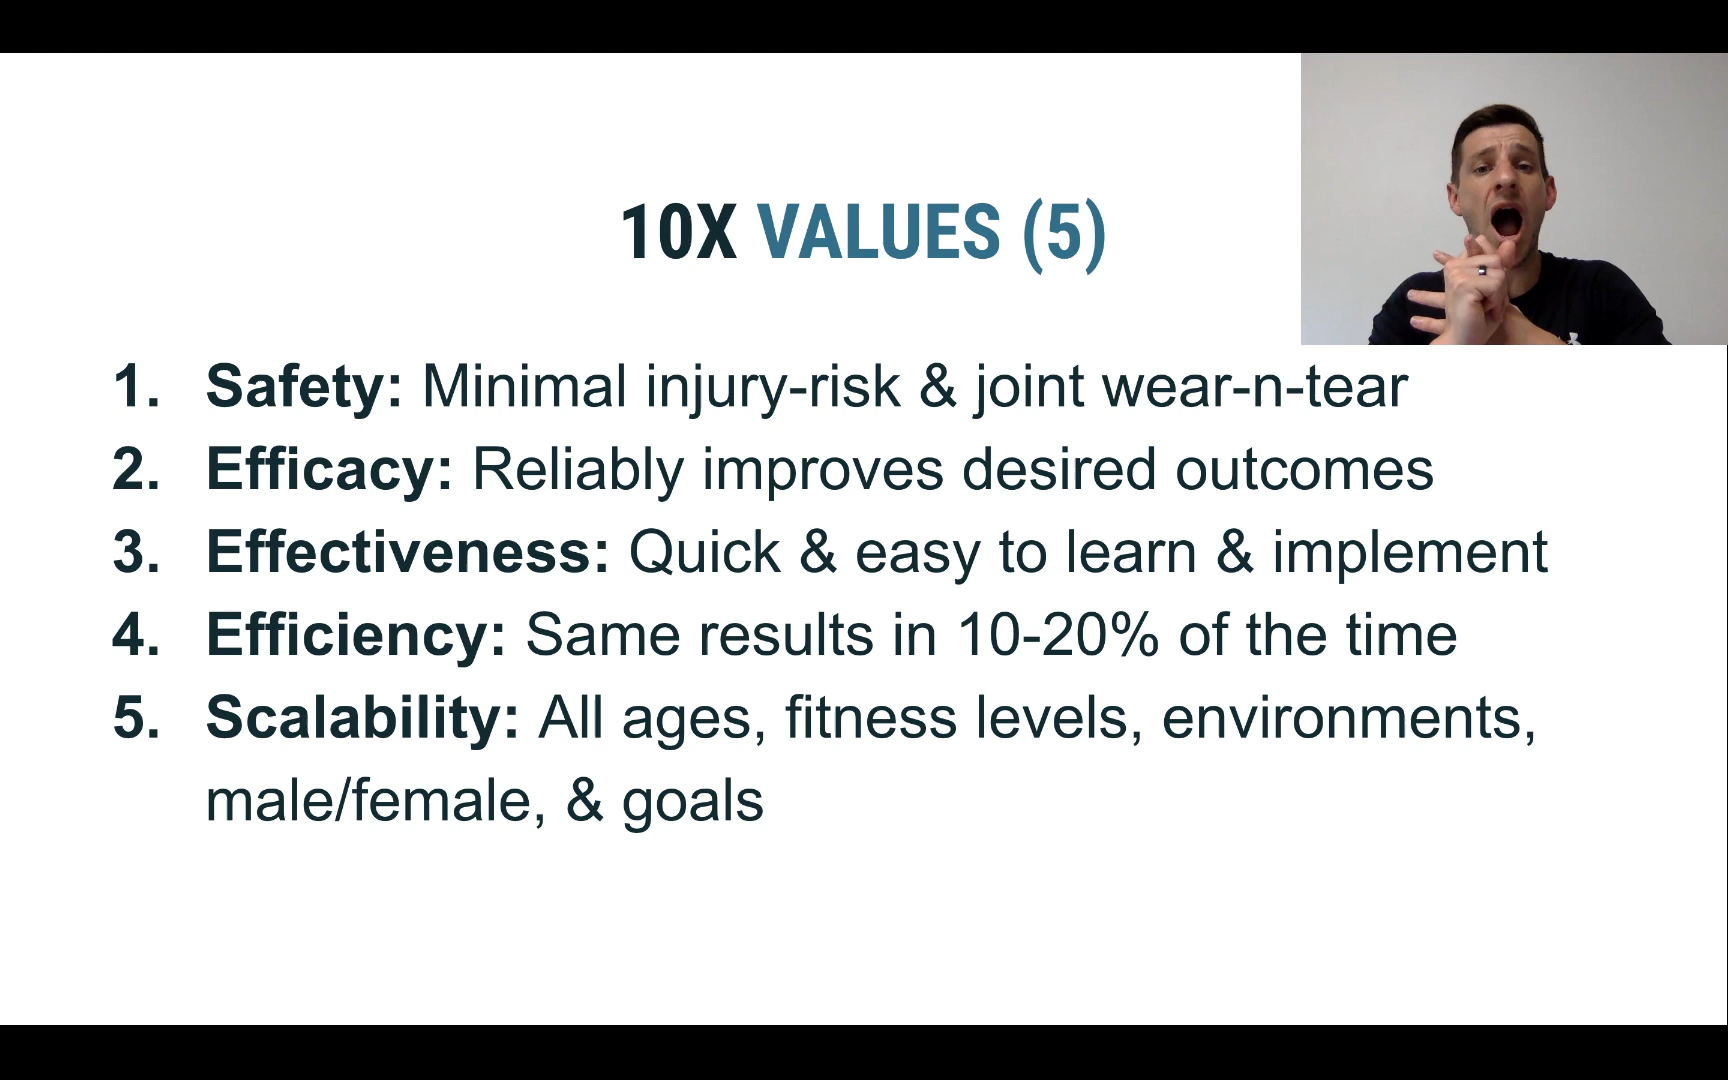 10X VALUES (5)
1. Safety: Minimal injury-risk & joint wear-n-tear
2. Efficacy: Reliably improves desired outcomes
3. Effectiveness: Quick & easy to learn & implement
4. Efficiency: Same results in 10-20% of the time
5. Scalability: All ages, fitness levels, environments,
male/female, & goals